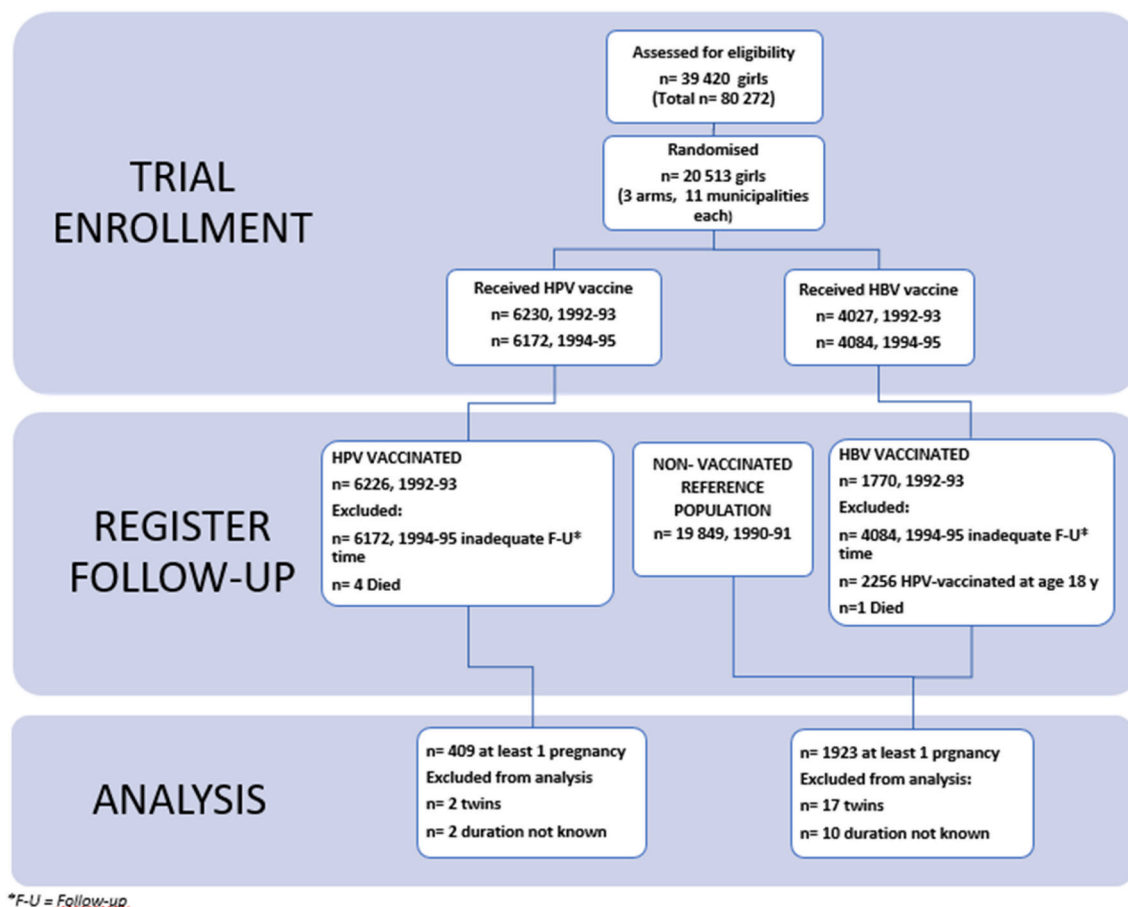 TRIAL
ENROLLMENT
Assessed for eligibility
n= 39 420 girls
(Total n= 80 272)
Randomised
n= 20 513 girls
(3 arms, 11 municipalities
each)
Received HPV vaccine
n= 6230, 1992-93
n= 6172, 1994-95
Received HBV vaccine
n= 4027, 1992-93
n= 4084, 1994-95
REGISTER
FOLLOW-UP
HPV VACCINATED
n= 6226, 1992-93
Excluded:
n= 6172, 1994-95 inadequate F-U*
time
n= 4 Died
NON- VACCINATED
REFERENCE
POPULATION
n= 19 849, 1990-91
HBV VACCINATED
n= 1770, 1992-93
Excluded:
n= 4084, 1994-95 inadequate F-U*
time
n= 2256 HPV-vaccinated at age 18 y
n=1 Died
ANALYSIS
n= 409 at least 1 pregnancy
Excluded from analysis
n= 2 twins
n= 2 duration not known
n= 1923 at least 1 prgnancy
Excluded from analysis:
n= 17 twins
n= 10 duration not known
*F-U = Follow-up